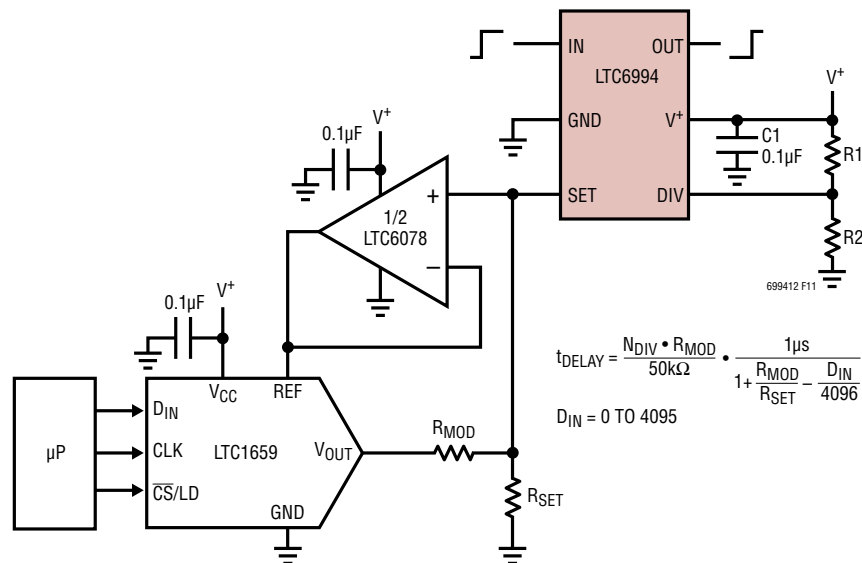 IN
OUT
LTC6994
GND
V+
SET
DIV
V+
C1
0.1µF
R1
R2
699412 F11
0.1µF
V+
+
1/2
LTC6078
–
0.1µF
V+
VCC
REF
µP
DIN
CLK
CS/LD
LTC1659
VOUT
GND
RMOD
RSET
tDELAY = NDIV • RMOD / 50kΩ • 1µs / 1+ RMOD / RSET – DIN / 4096
DIN = 0 TO 4095